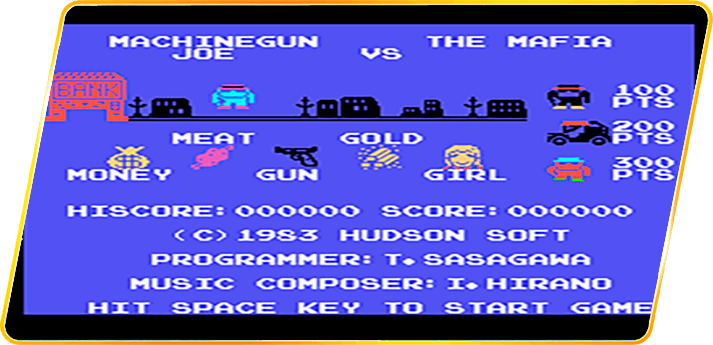 MACHINEGUN JOE VS THE MAFIA
BANK
100 PTS
200 PTS
300 PTS
MEAT GOLD
MONEY GUN GIRL
HISCORE:000000 SCORE:000000
(C)1983 HUDSON SOFT
PROGRAMMER:T.SASAGAWA
MUSIC COMPOSER:I.HIRANO
HIT SPACE KEY TO START GAME